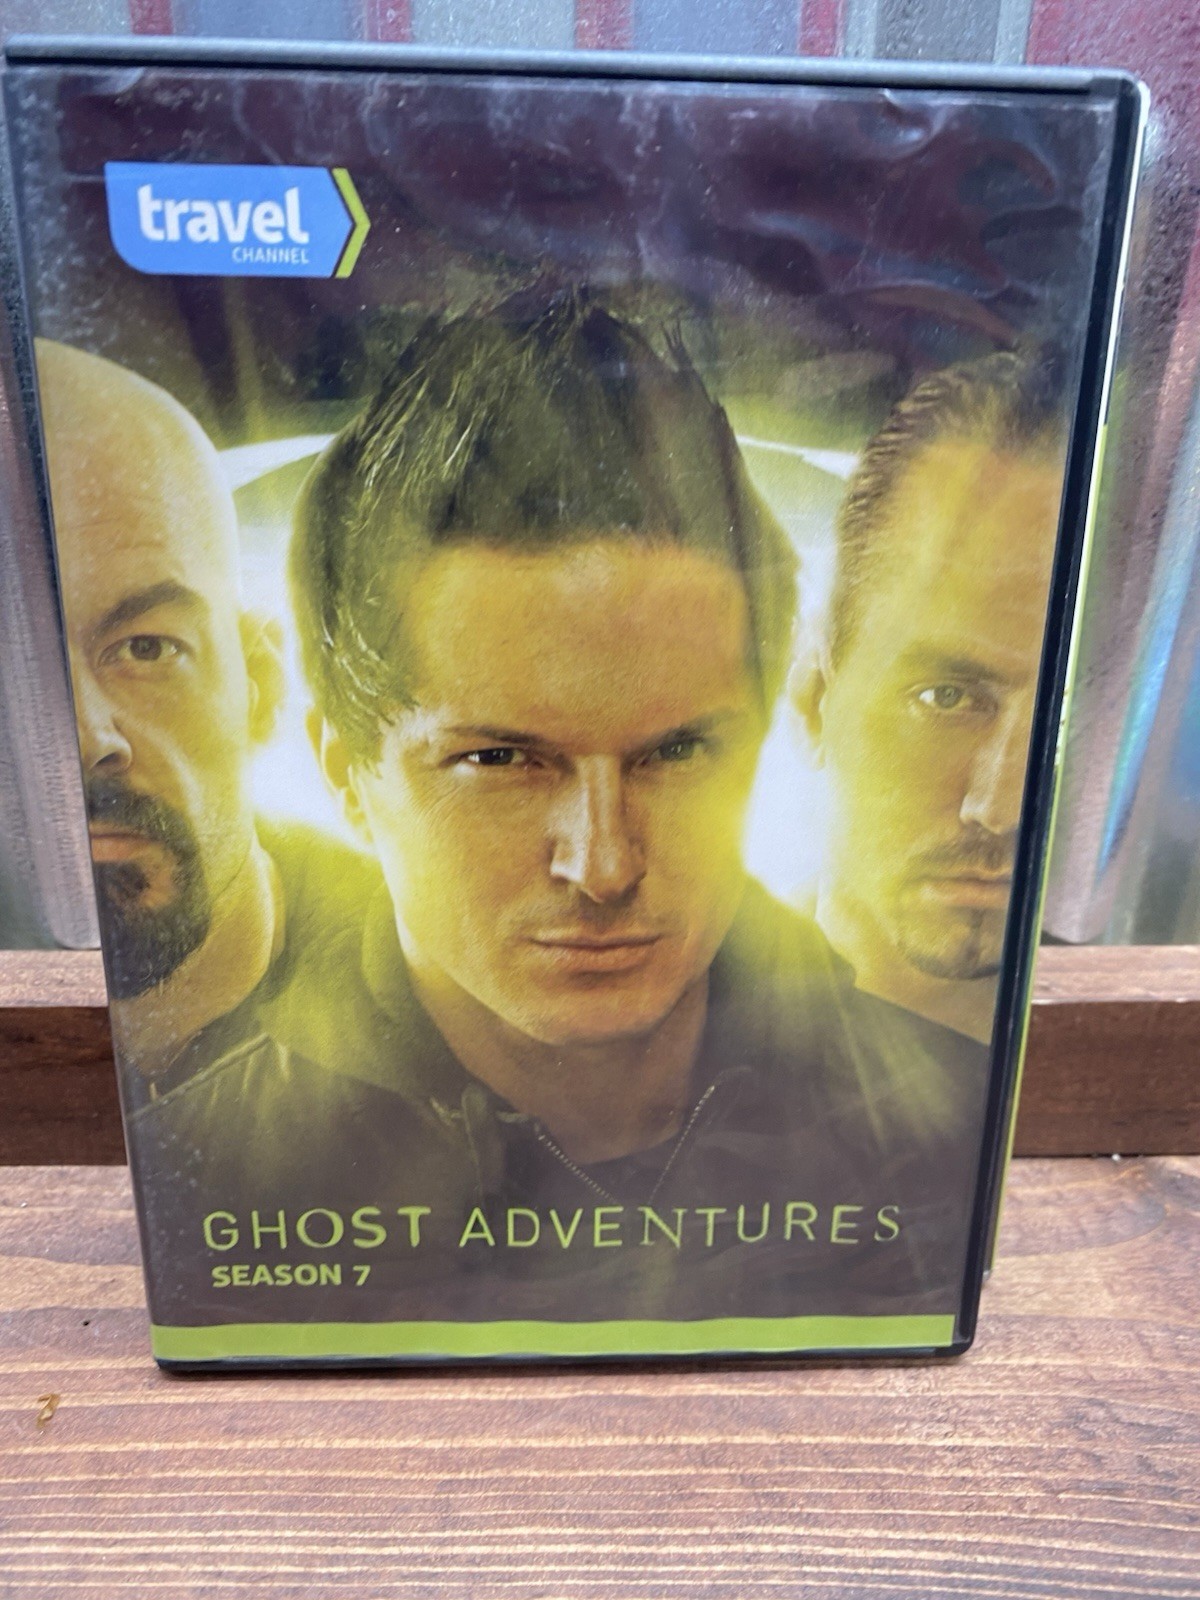 travel
CHANNEL
GHOST ADVENTURES
SEASON 7